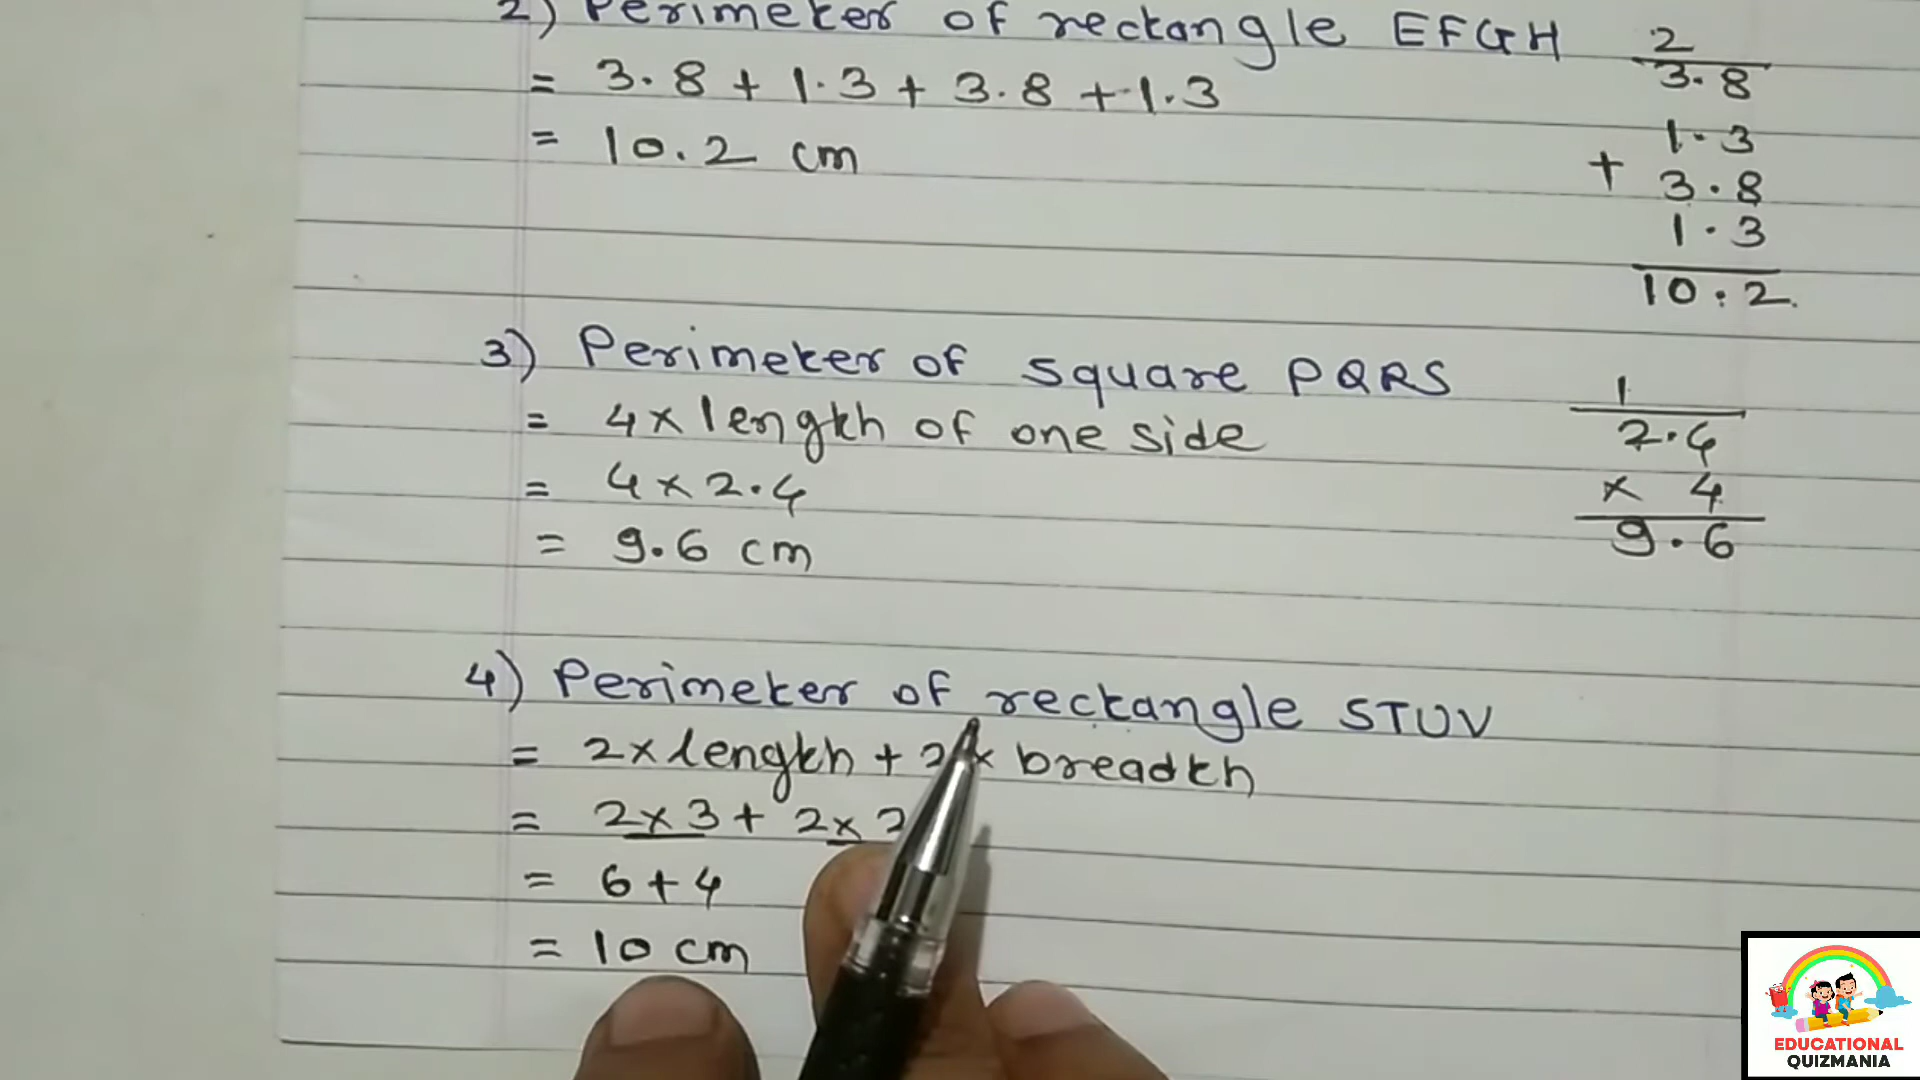 2) Perimeter of rectangle EFGH
= 3.8 + 1.3 + 3.8 + 1.3
= 10.2 cm
2
3.8
1.3
+ 3.8
1.3
10.2
3) Perimeter of square PQRS
= 4 × length of one side
= 4 × 2.4
= 9.6 cm
1
2.4
× 4
9.6
4) Perimeter of rectangle STUV
= 2 × length + 2 × breadth
= 2 × 3 + 2 × 2
= 6 + 4
= 10 cm
EDUCATIONAL
QUIZMANIA